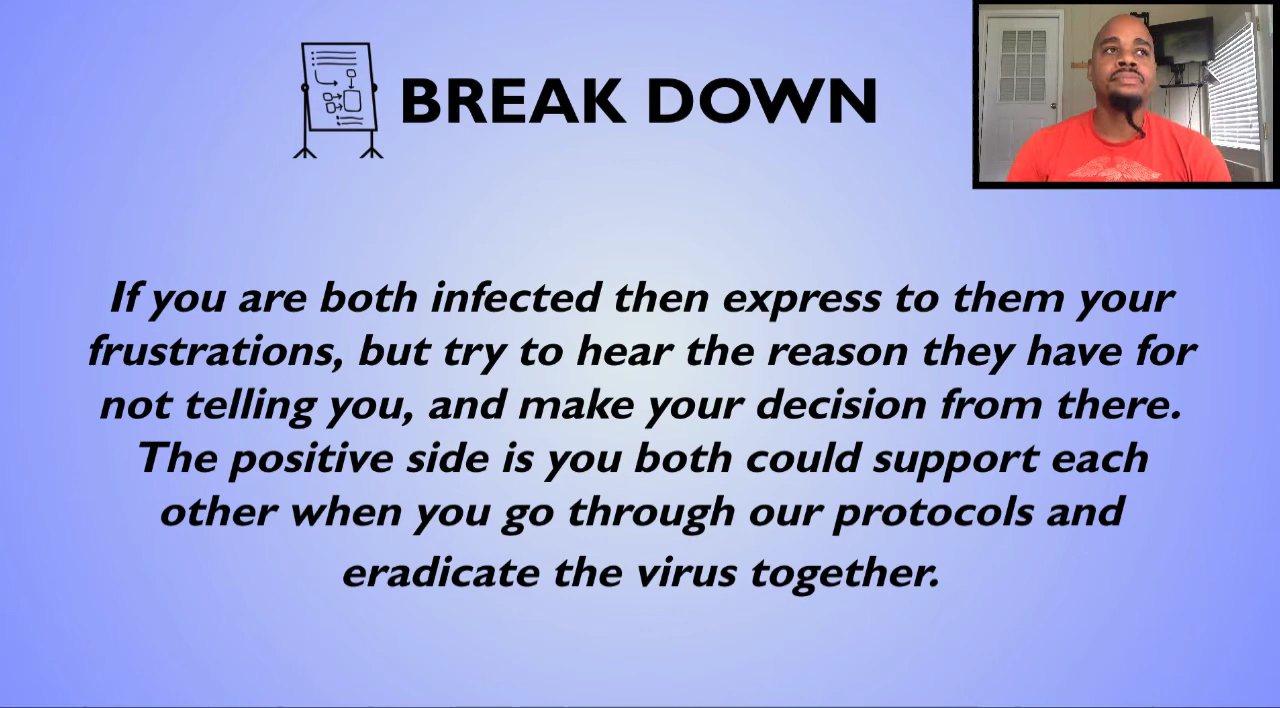 BREAK DOWN
If you are both infected then express to them your
frustrations, but try to hear the reason they have for
not telling you, and make your decision from there.
The positive side is you both could support each
other when you go through our protocols and
eradicate the virus together.